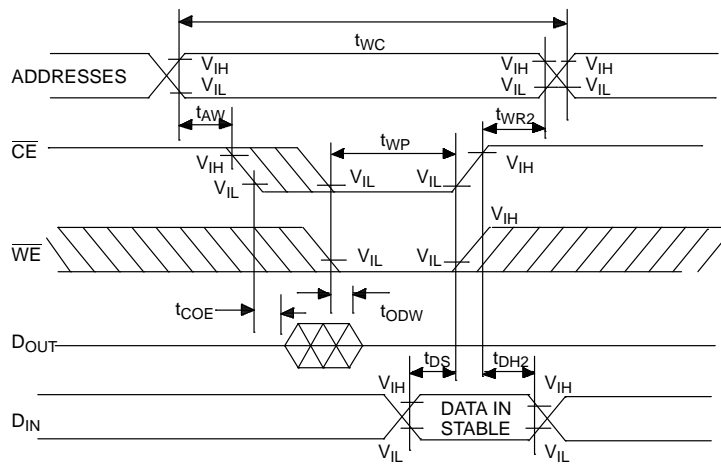 tWC
ADDRESSES
VIH
VIL
VIH
VIL
VIH
VIL
tAW
tWR2
CE
tWP
VIH
VIL
VIL
VIL
VIH
WE
VIH
VIL
VIL
tCOE
tODW
DOUT
tDS
tDH2
VIH
VIH
DIN
DATA IN
STABLE
VIL
VIL